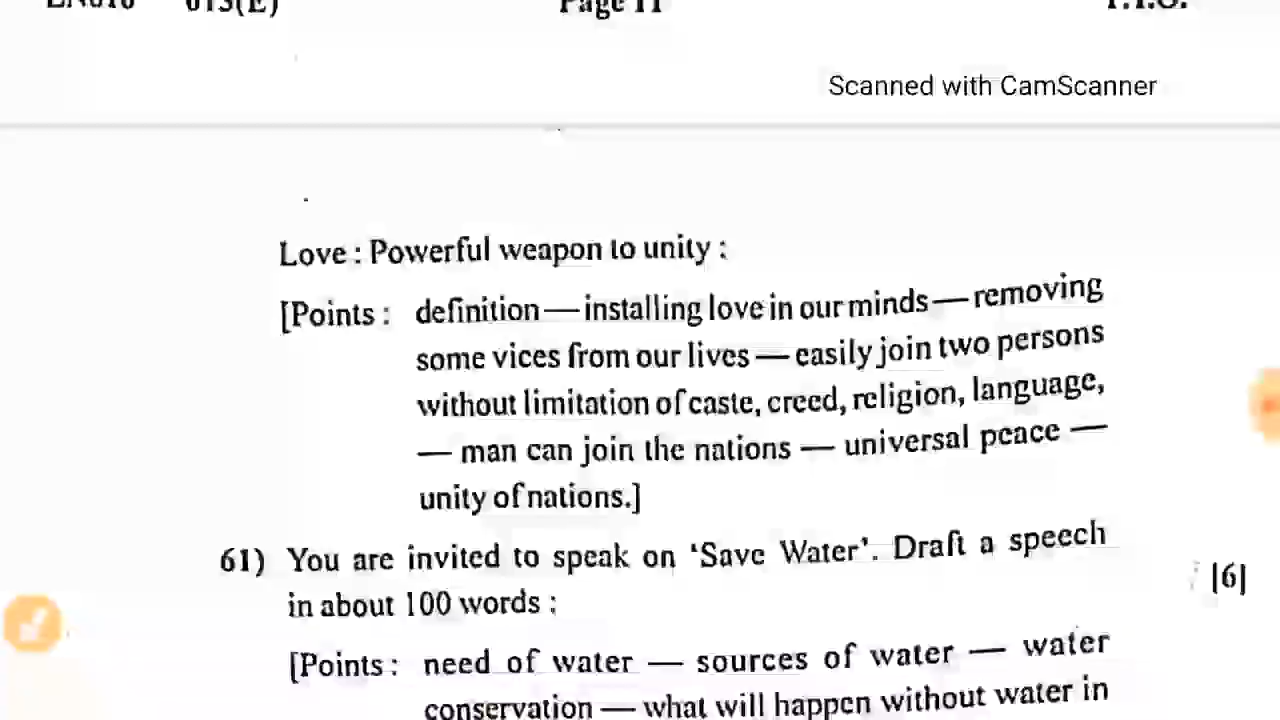 Page 11
Scanned with CamScanner
Love : Powerful weapon to unity :
[Points : definition — installing love in our minds — removing
some vices from our lives — easily join two persons
without limitation of caste, creed, religion, language,
— man can join the nations — universal peace —
unity of nations.]
61) You are invited to speak on ‘Save Water’. Draft a speech
in about 100 words : [6]
[Points : need of water — sources of water — water
conservation — what will happen without water in